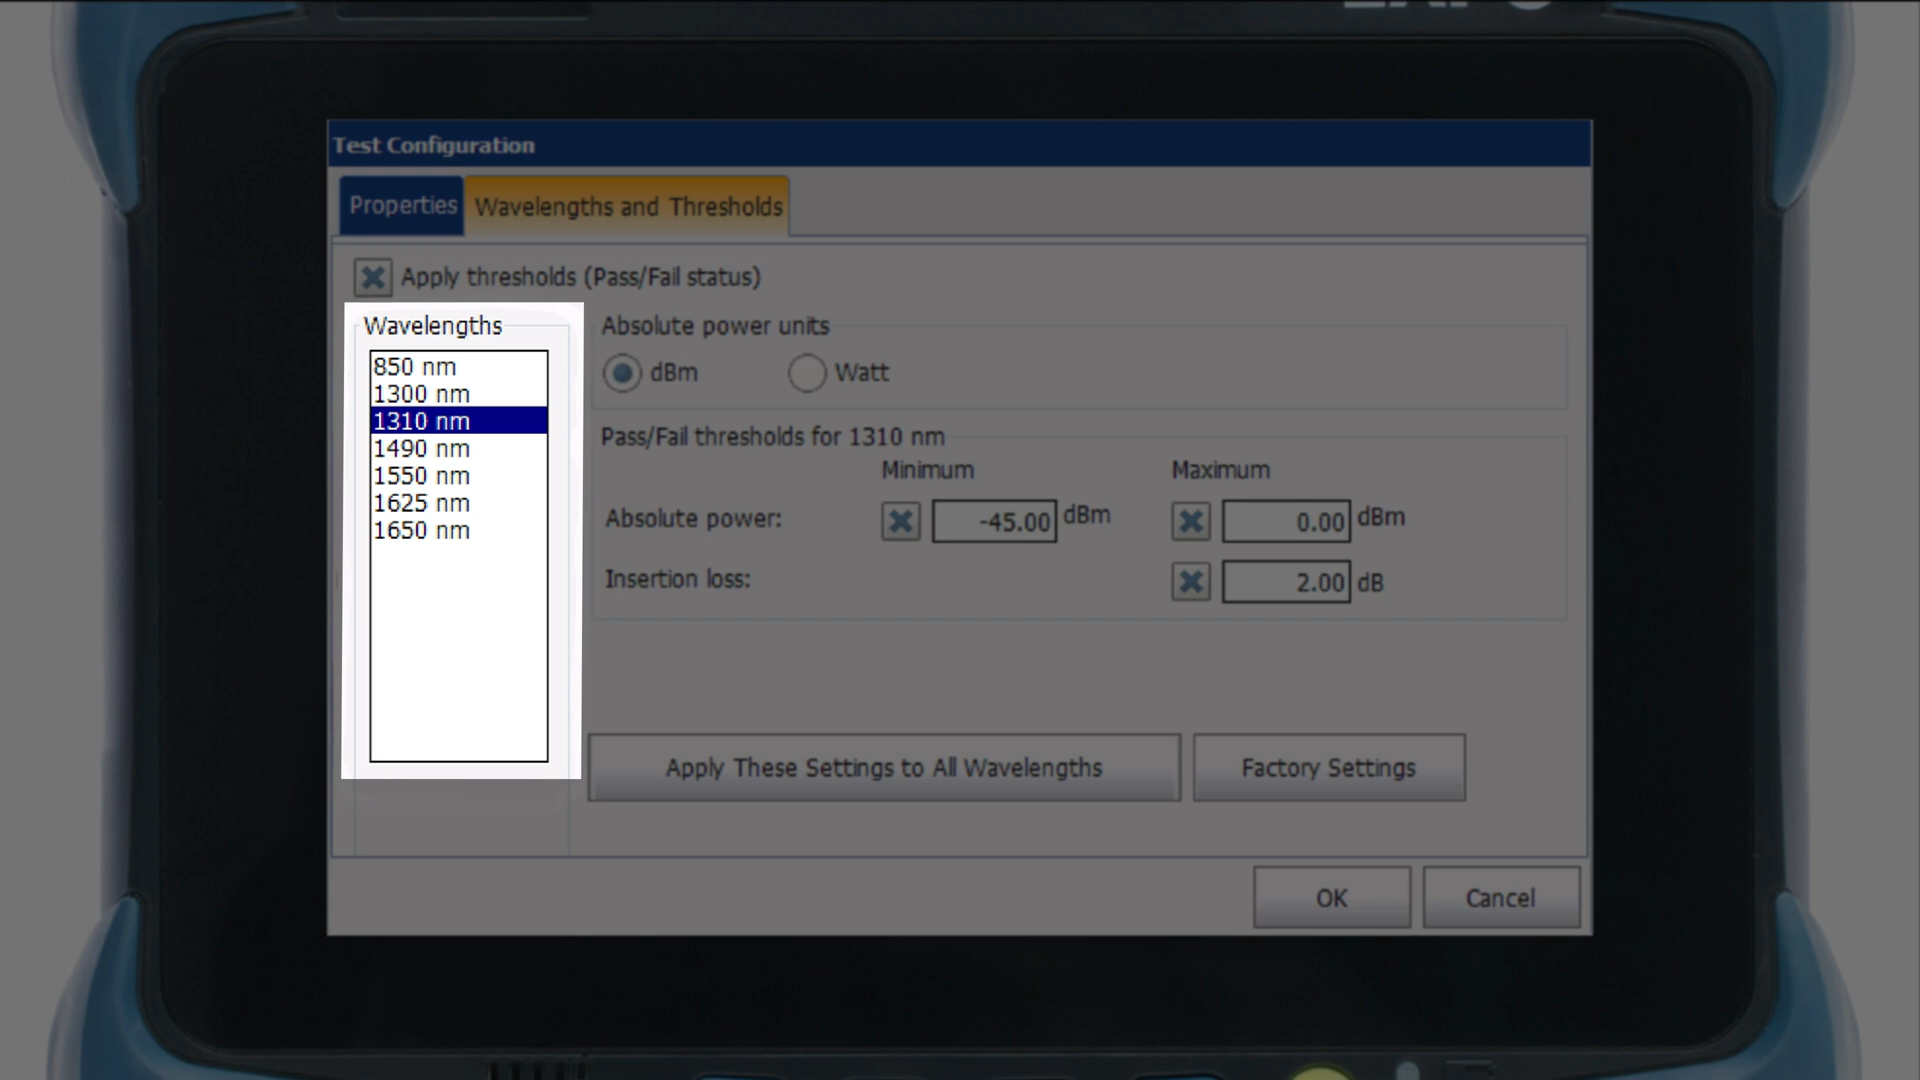 Test Configuration
Properties
Wavelengths and Thresholds
Apply thresholds (Pass/Fail status)
Wavelengths
850 nm
1300 nm
1310 nm
1490 nm
1550 nm
1625 nm
1650 nm
Absolute power units
dBm
Watt
Pass/Fail thresholds for 1310 nm
Minimum
Maximum
Absolute power:
-45.00 dBm
0.00 dBm
Insertion loss:
2.00 dB
Apply These Settings to All Wavelengths
Factory Settings
OK
Cancel